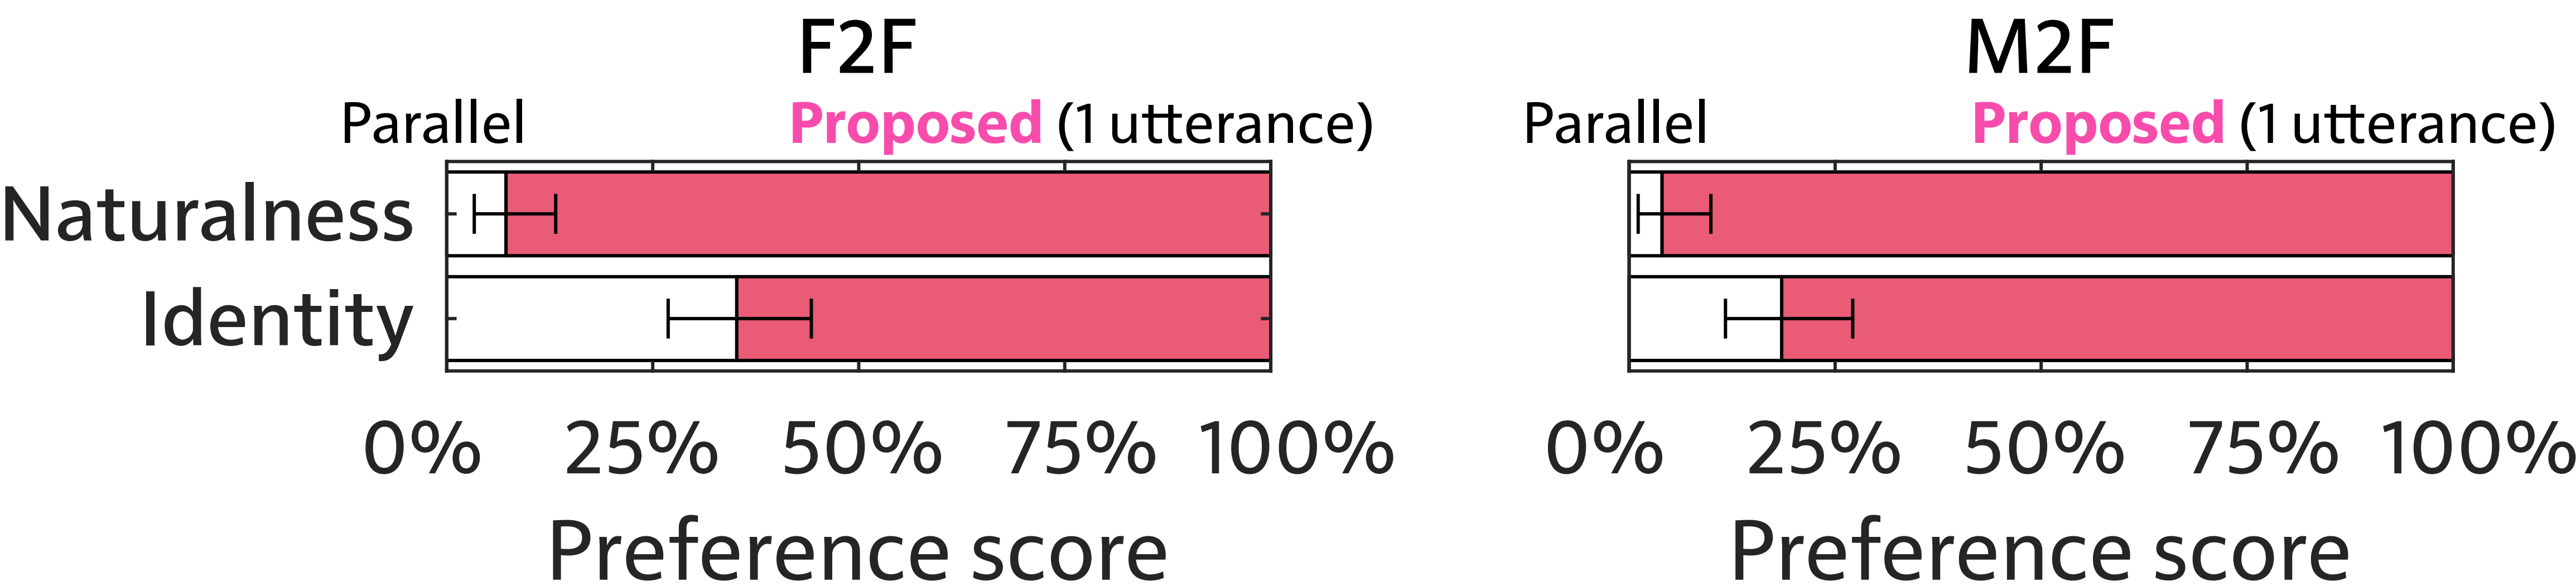 F2F
Parallel Proposed (1 utterance)
Naturalness
Identity
0% 25% 50% 75% 100%
Preference score
M2F
Parallel Proposed (1 utterance)
0% 25% 50% 75% 100%
Preference score